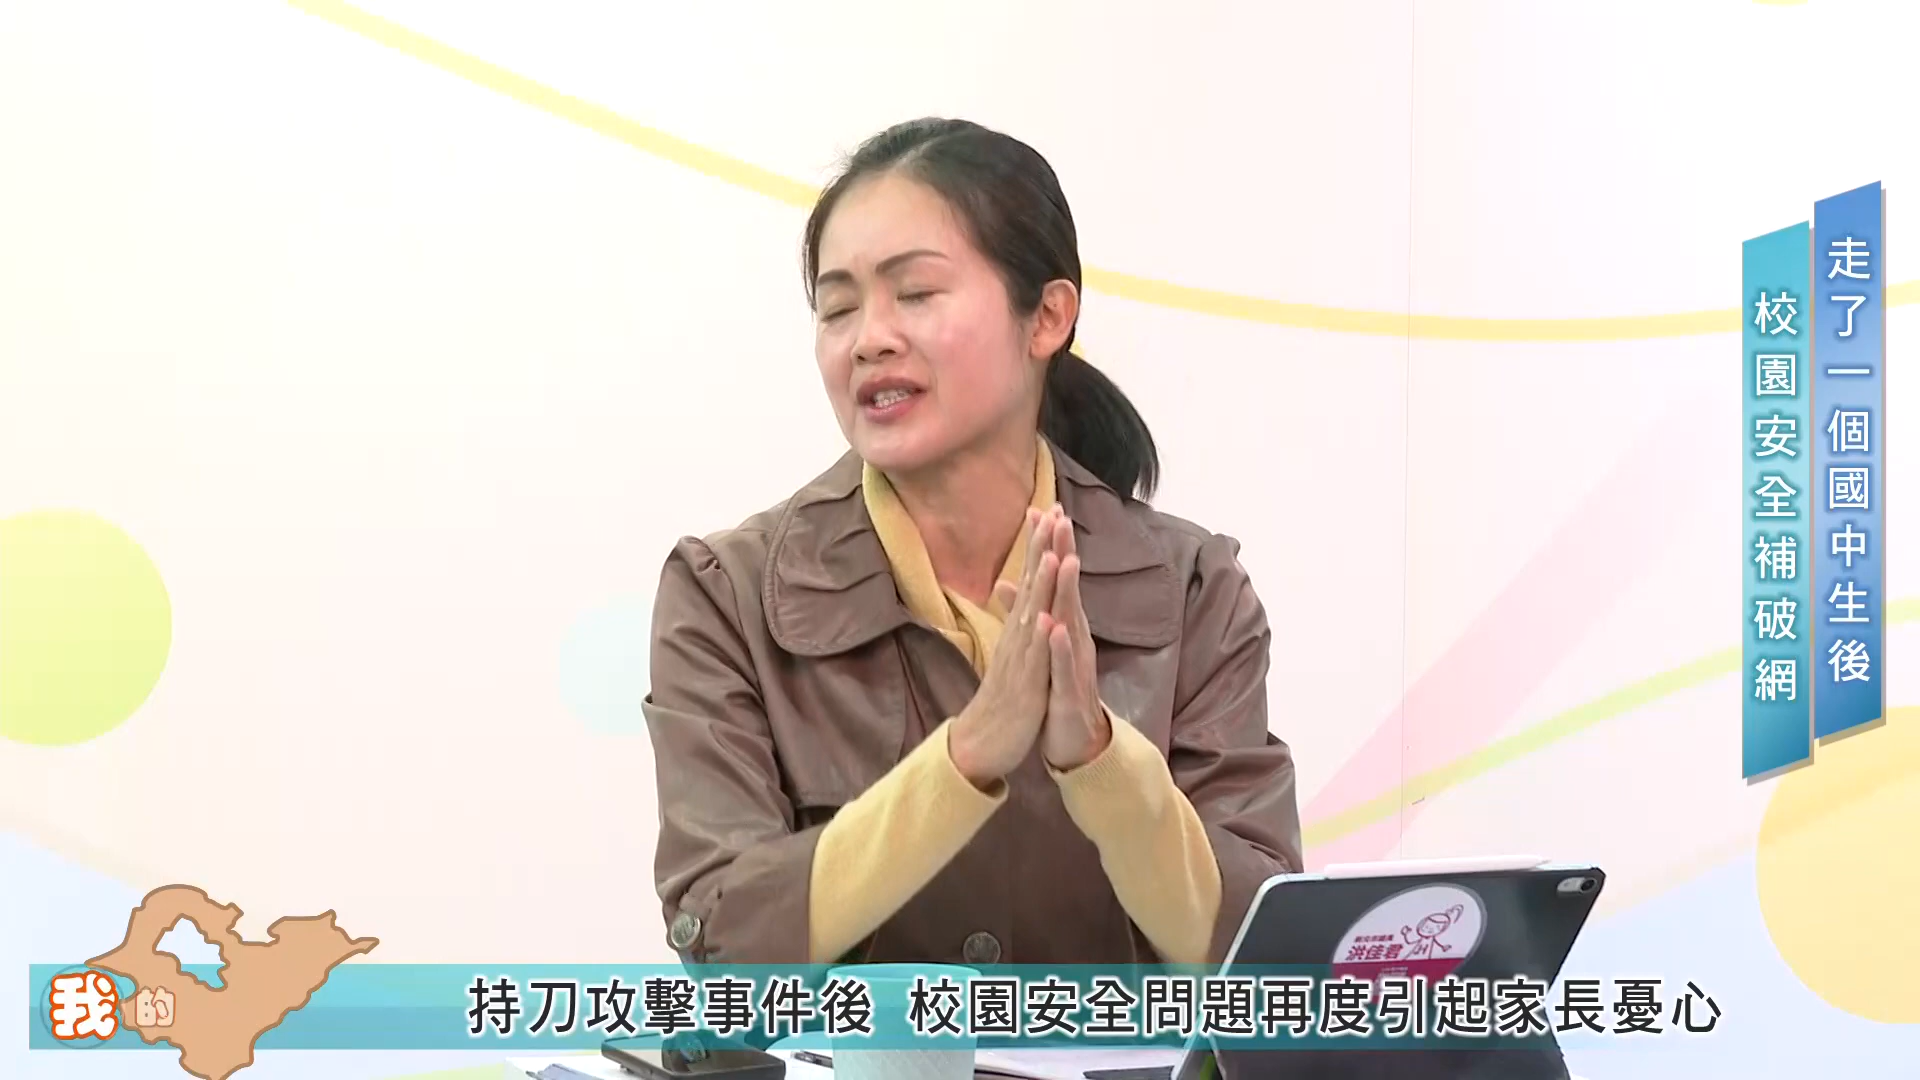 走了一個國中生後
校園安全補破網
洪佳君
我的
持刀攻擊事件後 校園安全問題再度引起家長憂心